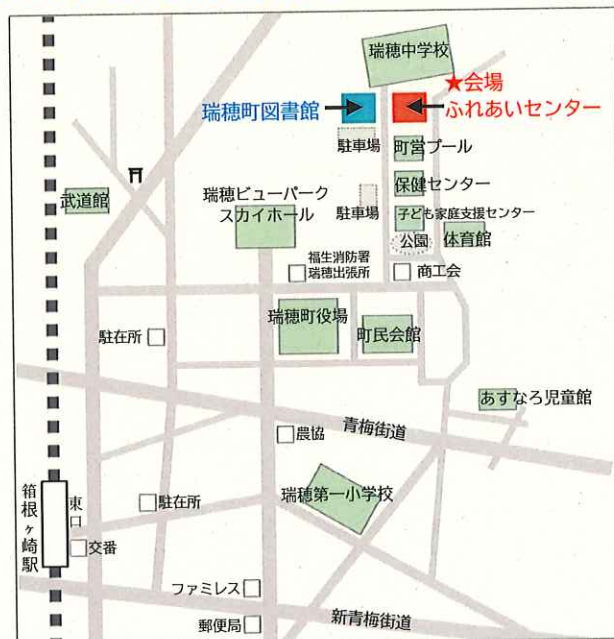 瑞穂中学校
★会場
ふれあいセンター
瑞穂町図書館
駐車場
町営プール
保健センター
駐車場
子ども家庭支援センター
公園
体育館
武道館
瑞穂ビューパーク
スカイホール
福生消防署
瑞穂出張所
商工会
瑞穂町役場
町民会館
駐在所
あすなろ児童館
青梅街道
農協
瑞穂第一小学校
箱根ヶ崎駅
東口
交番
駐在所
ファミレス
郵便局
新青梅街道